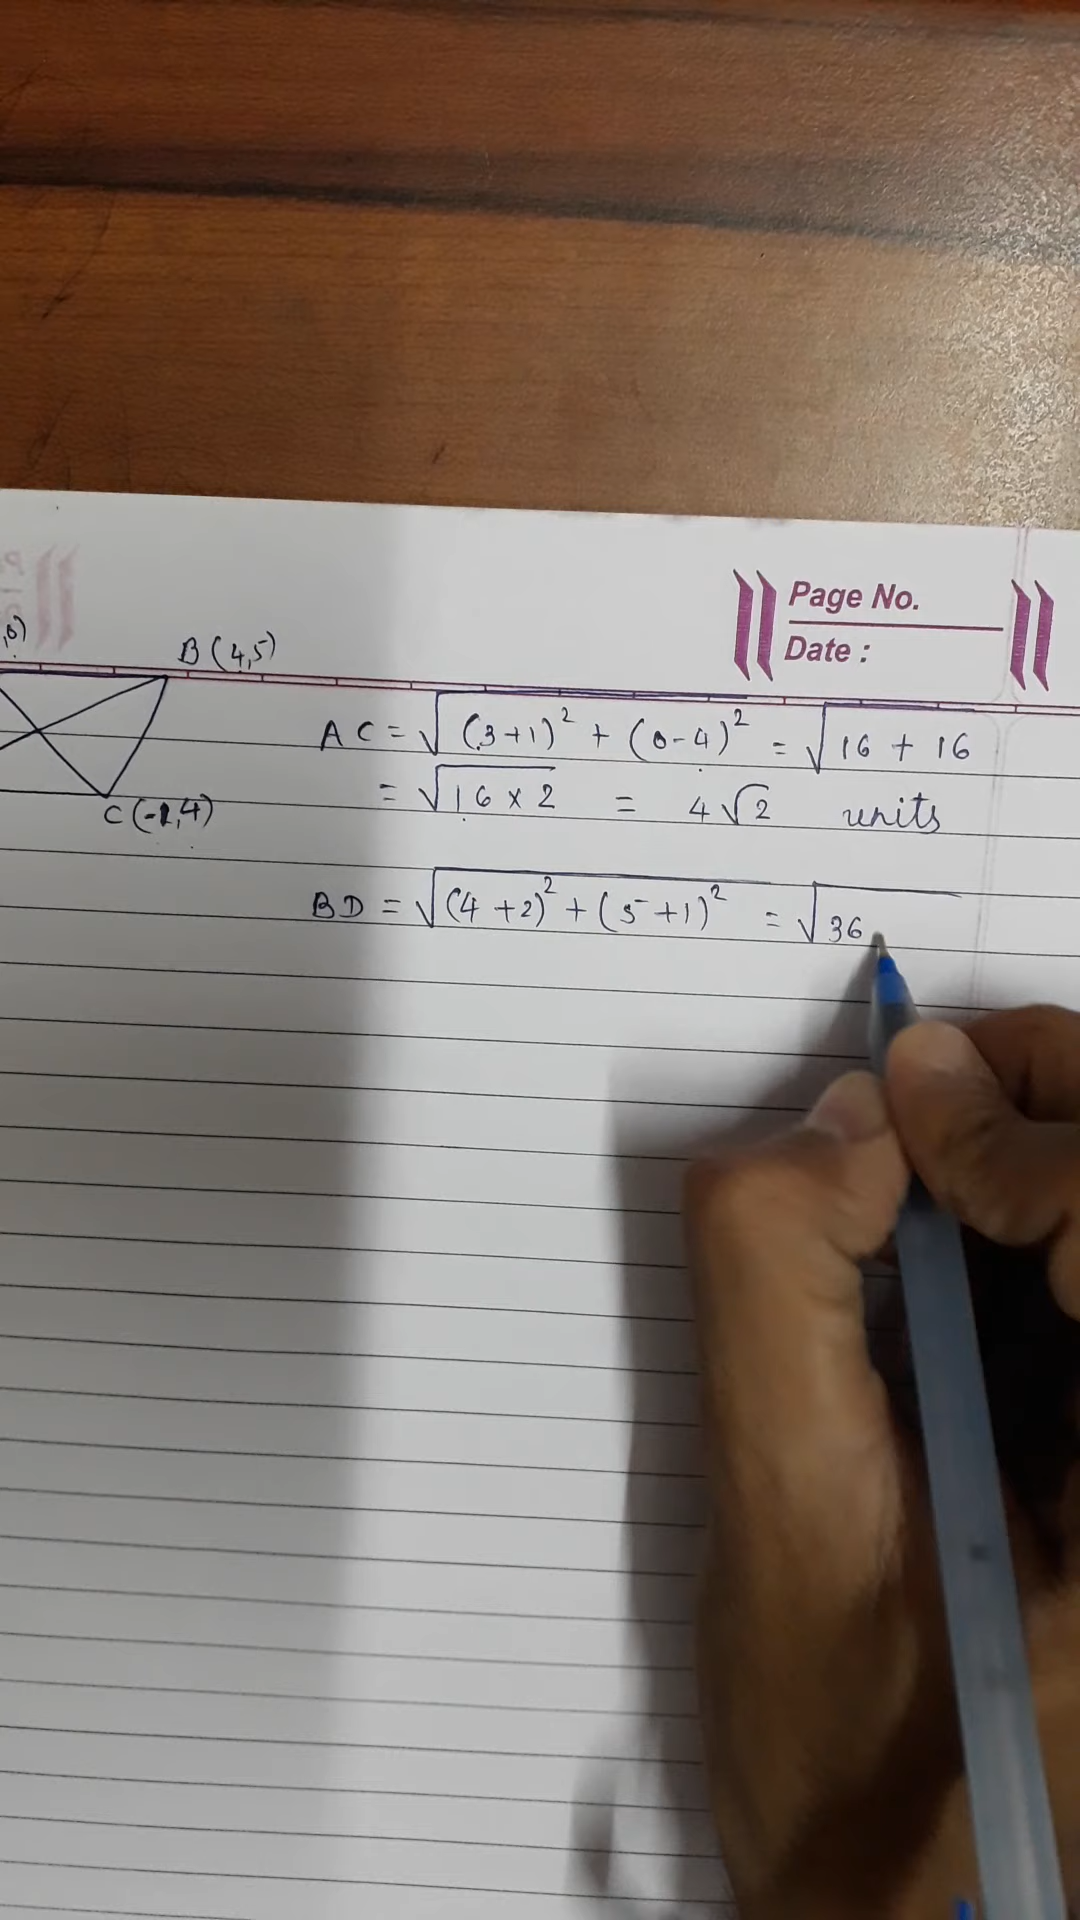 Page No.
Date :
,0)
B (4,5)
C (-1,4)
AC = √(3+1)² + (0-4)² = √16 + 16
= √16 × 2 = 4√2 units
BD = √(4+2)² + (5+1)² = √36